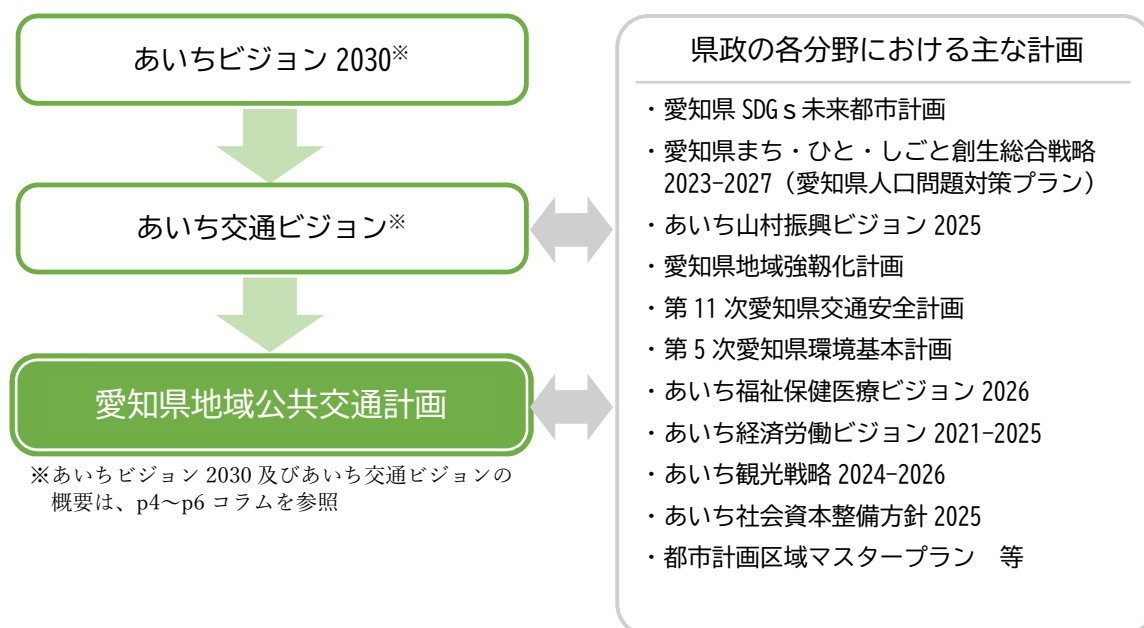 あいちビジョン 2030※
あいち交通ビジョン※
愛知県地域公共交通計画
※あいちビジョン 2030 及びあいち交通ビジョンの
概要は、p4～p6 コラムを参照
県政の各分野における主な計画
・愛知県 SDGｓ未来都市計画
・愛知県まち・ひと・しごと創生総合戦略
2023-2027（愛知県人口問題対策プラン）
・あいち山村振興ビジョン 2025
・愛知県地域強靱化計画
・第 11 次愛知県交通安全計画
・第 5 次愛知県環境基本計画
・あいち福祉保健医療ビジョン 2026
・あいち経済労働ビジョン 2021-2025
・あいち観光戦略 2024-2026
・あいち社会資本整備方針 2025
・都市計画区域マスタープラン　等